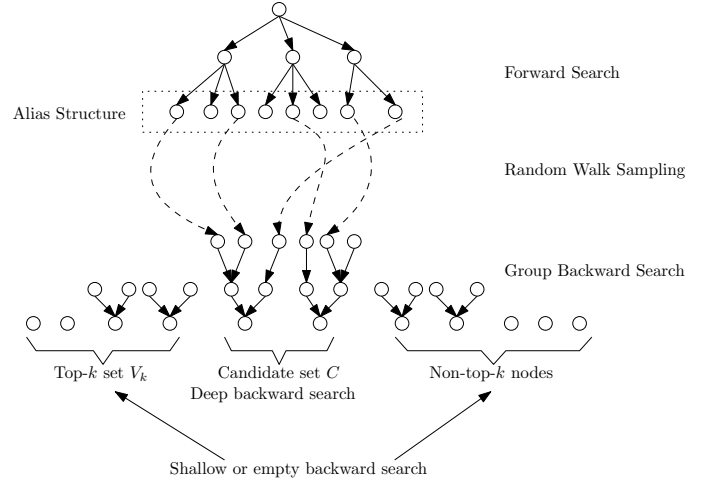 Forward Search
Alias Structure
Random Walk Sampling
Group Backward Search
Top-k set Vₖ
Candidate set C
Deep backward search
Non-top-k nodes
Shallow or empty backward search